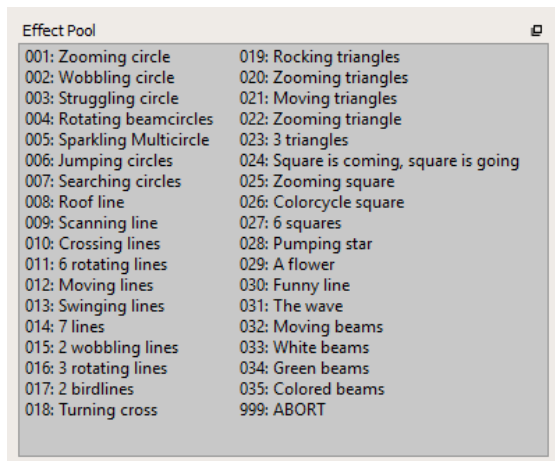 Effect Pool
001: Zooming circle
002: Wobbling circle
003: Struggling circle
004: Rotating beamcircles
005: Sparkling Multicircle
006: Jumping circles
007: Searching circles
008: Roof line
009: Scanning line
010: Crossing lines
011: 6 rotating lines
012: Moving lines
013: Swinging lines
014: 7 lines
015: 2 wobbling lines
016: 3 rotating lines
017: 2 birdlines
018: Turning cross
019: Rocking triangles
020: Zooming triangles
021: Moving triangles
022: Zooming triangle
023: 3 triangles
024: Square is coming, square is going
025: Zooming square
026: Colorcycle square
027: 6 squares
028: Pumping star
029: A flower
030: Funny line
031: The wave
032: Moving beams
033: White beams
034: Green beams
035: Colored beams
999: ABORT